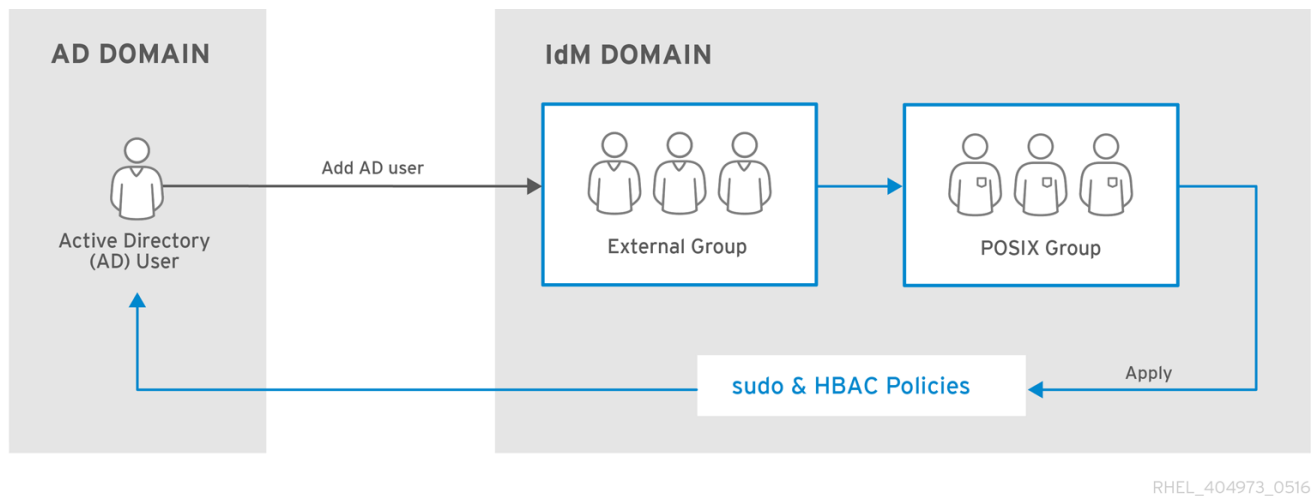 AD DOMAIN
IdM DOMAIN
Add AD user
Active Directory
(AD) User
External Group
POSIX Group
sudo & HBAC Policies
Apply
RHEL_404973_0516